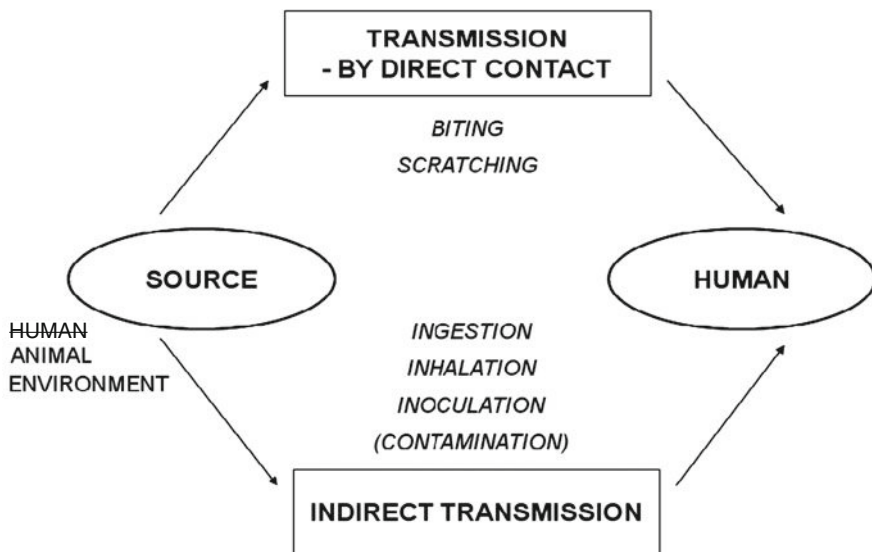 TRANSMISSION
- BY DIRECT CONTACT
BITING
SCRATCHING
SOURCE
HUMAN
HUMAN
ANIMAL
ENVIRONMENT
INGESTION
INHALATION
INOCULATION
(CONTAMINATION)
INDIRECT TRANSMISSION